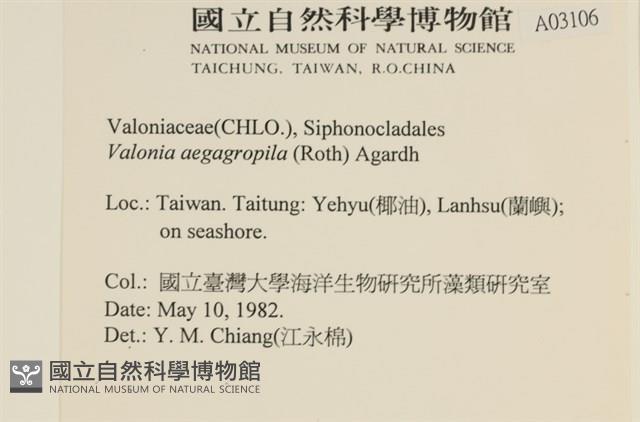 國立自然科學博物館
A03106
NATIONAL MUSEUM OF NATURAL SCIENCE
TAICHUNG, TAIWAN, R.O.CHINA
Valoniaceae(CHLO.), Siphonocladales
Valonia aegagropila (Roth) Agardh
Loc.: Taiwan. Taitung: Yehyu(椰油), Lanhsu(蘭嶼);
on seashore.
Col.: 國立臺灣大學海洋生物研究所藻類研究室
Date: May 10, 1982.
Det.: Y. M. Chiang(江永棉)
國立自然科學博物館
NATIONAL MUSEUM OF NATURAL SCIENCE